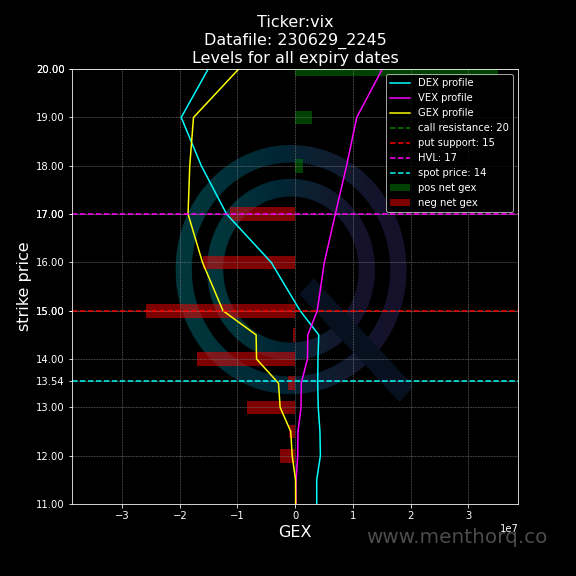 Ticker:vix
Datafile: 230629_2245
Levels for all expiry dates
DEX profile
VEX profile
GEX profile
call resistance: 20
put support: 15
HVL: 17
spot price: 14
pos net gex
neg net gex
strike price
20.00
19.00
18.00
17.00
16.00
15.00
14.00
13.54
13.00
12.00
11.00
−3 −2 −1 0 1 2 3
1e7
GEX
www.menthorq.co